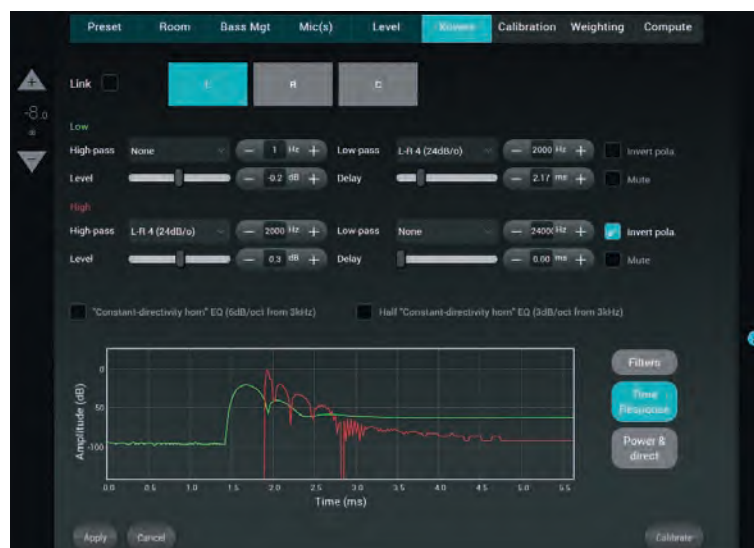 Preset Room Bass Mgt Mic(s) Level Xovers Calibration Weighting Compute
Link L R C
-8.0
Low
High-pass None 1 Hz Low-pass L-R 4 (24dB/o) 2000 Hz Invert pola.
Level -0.2 dB Delay 2.17 ms Mute
High
High-pass L-R 4 (24dB/o) 2000 Hz Low-pass None 2400( Hz Invert pola.
Level 0.3 dB Delay 0.00 ms Mute
"Constant-directivity horn" EQ (6dB/oct from 3kHz) Half "Constant-directivity horn" EQ (3dB/oct from 3kHz)
Amplitude (dB)
0
50
-100
0.0 0.5 1.0 1.5 2.0 2.5 3.0 3.5 4.0 4.5 5.0 5.5
Time (ms)
Filters
Time
Response
Power &
direct
Apply Cancel Calibrate